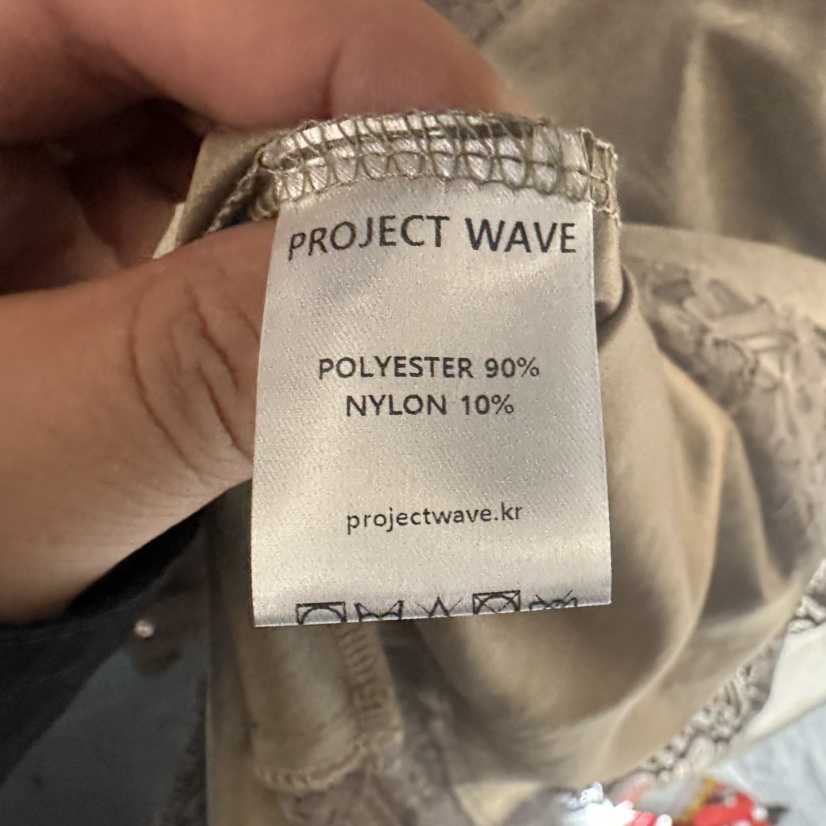 PROJECT WAVE
POLYESTER 90%
NYLON 10%
projectwave.kr